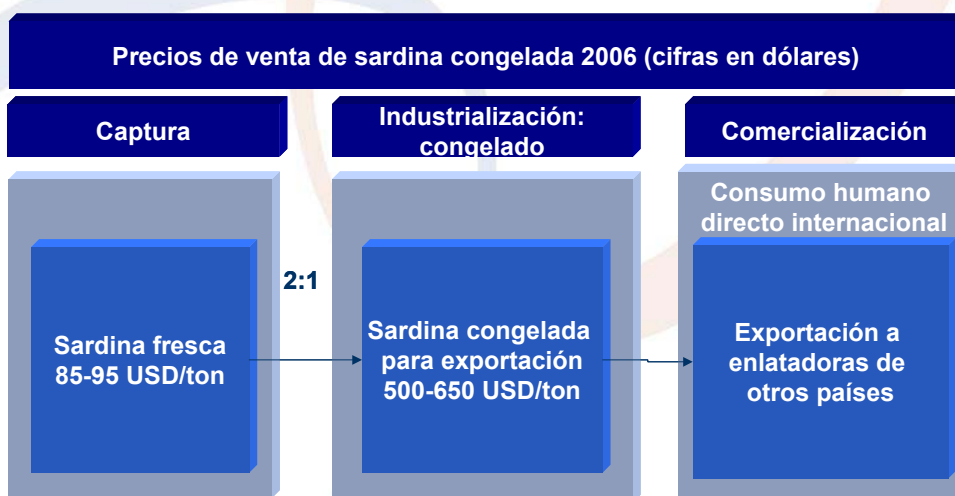 Precios de venta de sardina congelada 2006 (cifras en dólares)
Captura
Industrialización:
congelado
Comercialización
Consumo humano
directo internacional
2:1
Sardina fresca
85-95 USD/ton
Sardina congelada
para exportación
500-650 USD/ton
Exportación a
enlatadoras de
otros países